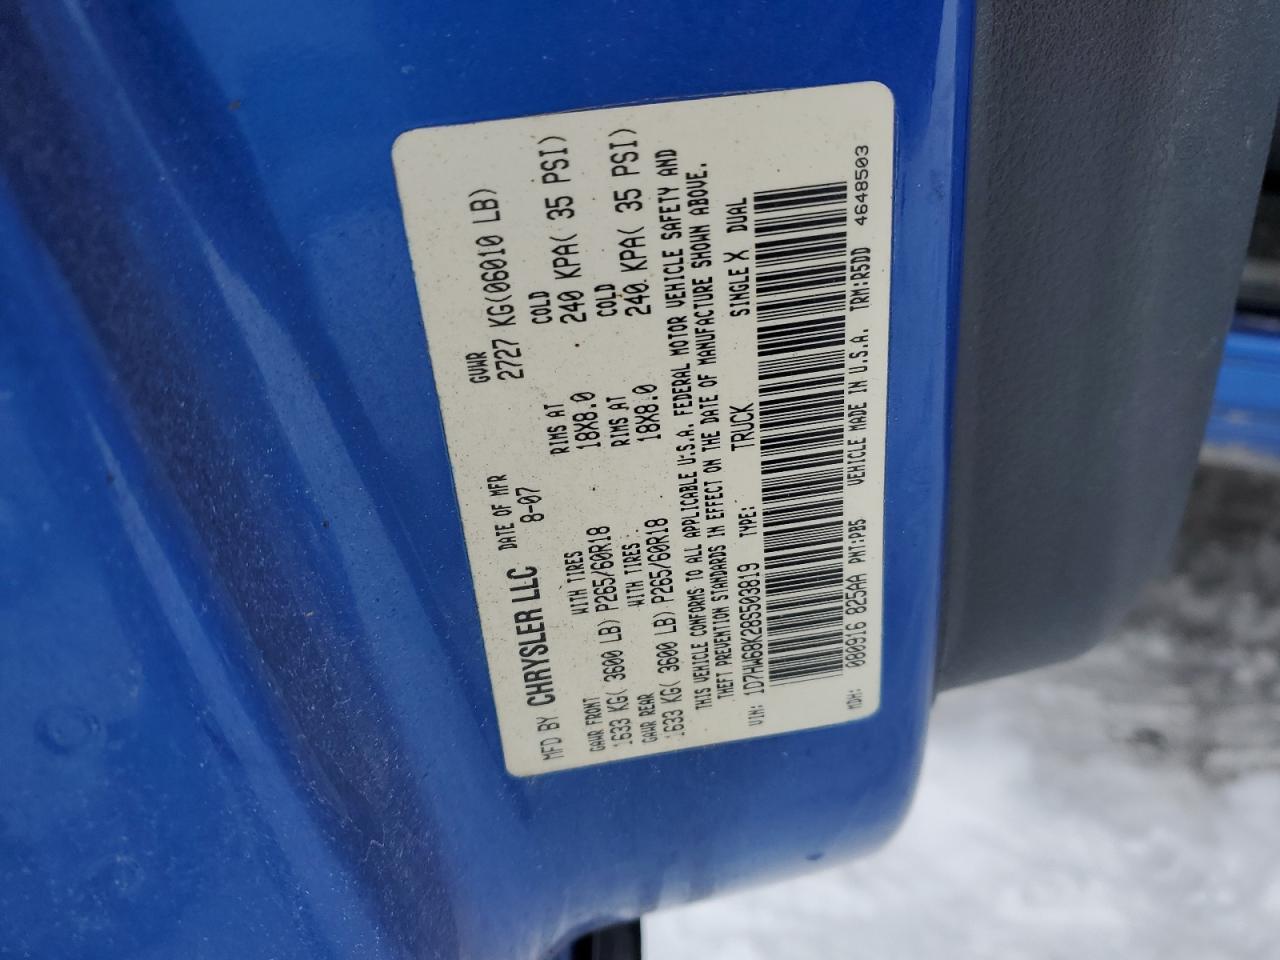 MFD BY CHRYSLER LLC DATE OF MFR 8-07 GVWR 2727 KG(06010 LB)
GAWR FRONT WITH TIRES RIMS AT COLD
1633 KG( 3600 LB) P265/60R18 18X8.0 240 KPA( 35 PSI)
GAWR REAR WITH TIRES RIMS AT COLD
1633 KG( 3600 LB) P265/60R18 18X8.0 240 KPA( 35 PSI)
THIS VEHICLE CONFORMS TO ALL APPLICABLE U.S.A. FEDERAL MOTOR VEHICLE SAFETY AND
THEFT PREVENTION STANDARDS IN EFFECT ON THE DATE OF MANUFACTURE SHOWN ABOVE.
VIN: 1D7HW68K28S503819 TYPE: TRUCK SINGLE X DUAL
MDH: 080916 825AA PNT:PB5 VEHICLE MADE IN U.S.A. TRM:R5DD 4648503